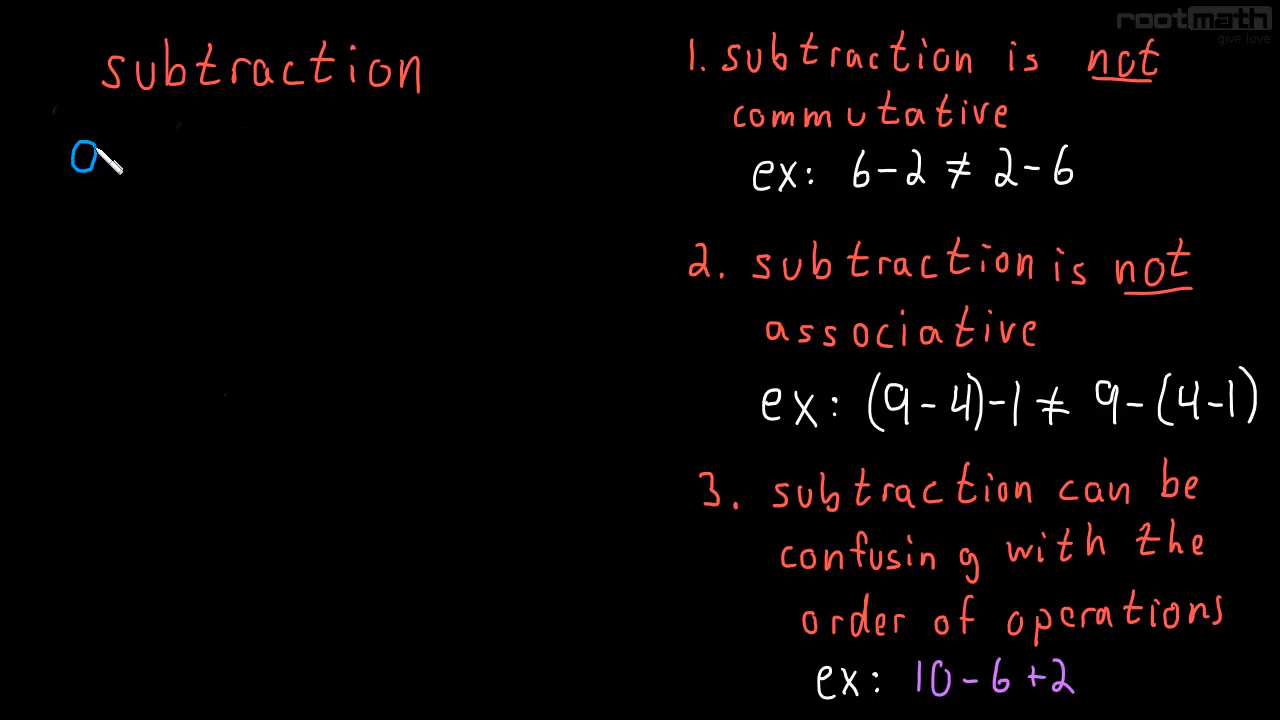 subtraction
a
rootmath
give love
1. subtraction is not
commutative
ex: 6 - 2 ≠ 2 - 6
2. subtraction is not
associative
ex: (9 - 4) - 1 ≠ 9 - (4 - 1)
3. subtraction can be
confusing with the
order of operations
ex: 10 - 6 + 2